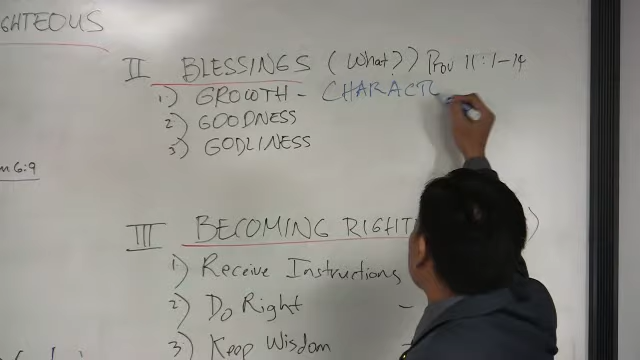 GHTEOUS
II BLESSINGS (What?) Prov 11:1-14
1) GROWTH - CHARACTE
2) GOODNESS
3) GODLINESS
6:9
III BECOMING RIGHT )
1) Receive Instructions
2) Do Right -
3) Keep Wisdom